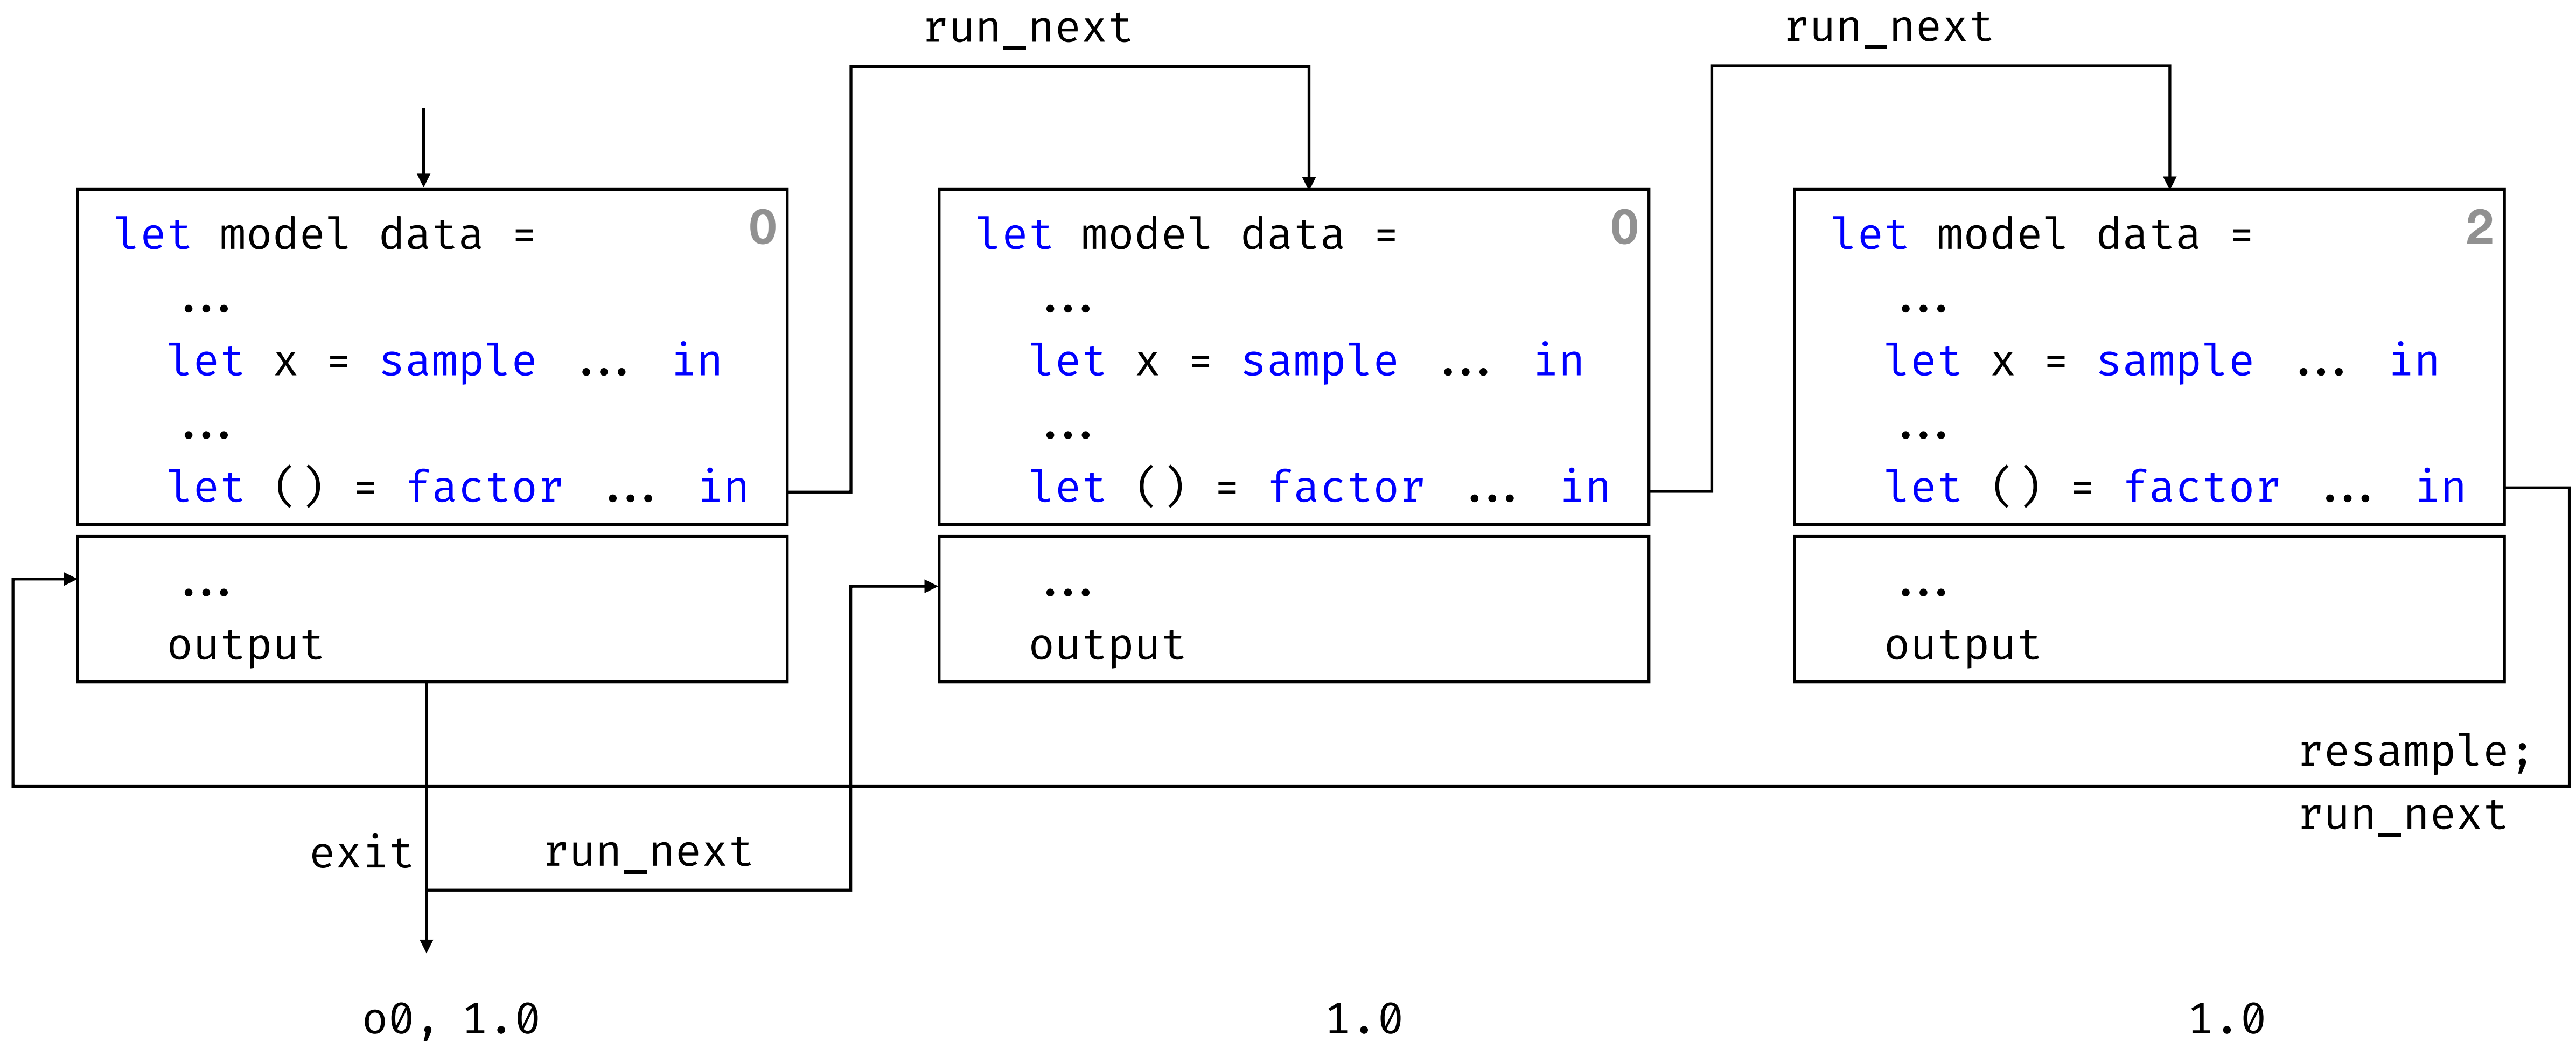 run_next
run_next
let model data = 0
...
let x = sample ... in
...
let () = factor ... in
...
output
let model data = 0
...
let x = sample ... in
...
let () = factor ... in
...
output
let model data = 2
...
let x = sample ... in
...
let () = factor ... in
...
output
resample;
run_next
exit
run_next
o0, 1.0
1.0
1.0